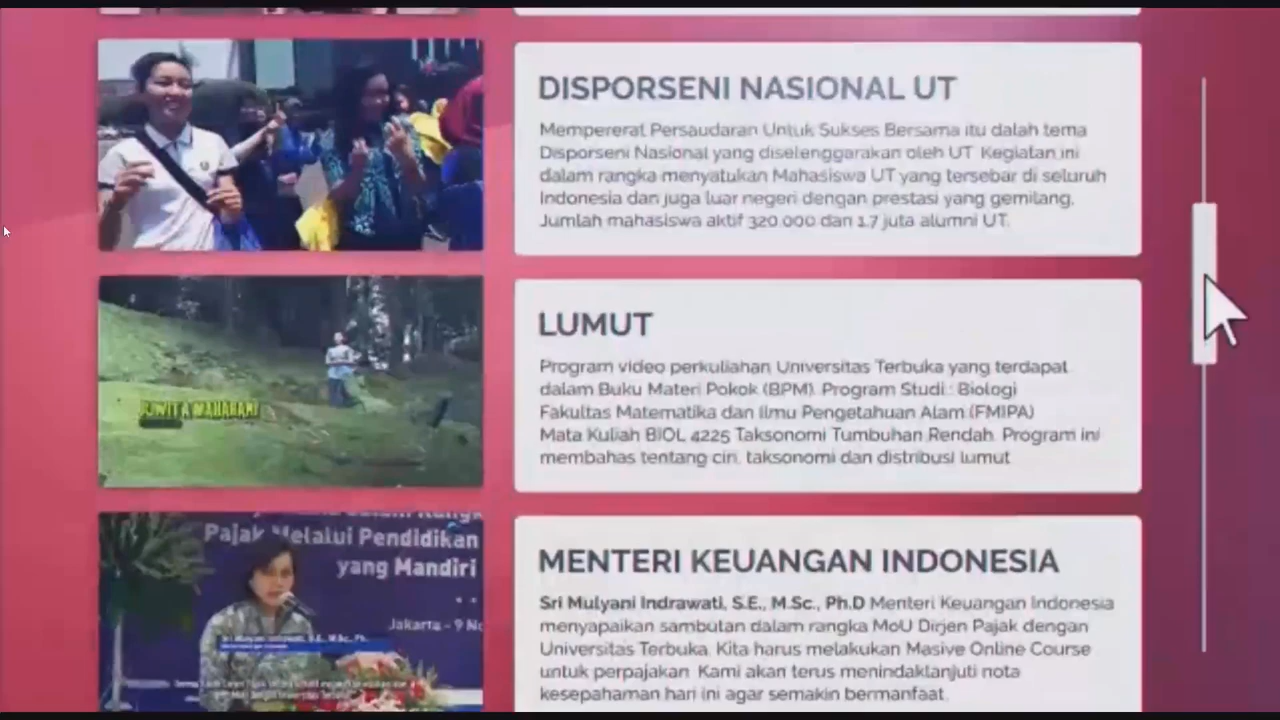 DISPORSENI NASIONAL UT
Mempererat Persaudaran Untuk Sukses Bersama itu dalah tema
Disporseni Nasional yang diselenggarakan oleh UT. Kegiatan ini
dalam rangka menyatukan Mahasiswa UT yang tersebar di seluruh
Indonesia dan juga luar negeri dengan prestasi yang gemilang.
Jumlah mahasiswa aktif 320.000 dan 1,7 juta alumni UT.
JUWITA MAHARANI
LUMUT
Program video perkuliahan Universitas Terbuka yang terdapat
dalam Buku Materi Pokok (BPM). Program Studi : Biologi
Fakultas Matematika dan Ilmu Pengetahuan Alam (FMIPA)
Mata Kuliah BIOL 4225 Taksonomi Tumbuhan Rendah. Program ini
membahas tentang ciri, taksonomi dan distribusi lumut
Pajak Melalui Pendidikan
yang Mandiri
Jakarta - 9 No
Sri Mulyani Indrawati, S.E., M.Sc., Ph.
MENTERI KEUANGAN INDONESIA
Sri Mulyani Indrawati, S.E., M.Sc., Ph.D Menteri Keuangan Indonesia
menyapaikan sambutan dalam rangka MoU Dirjen Pajak dengan
Universitas Terbuka. Kita harus melakukan Masive Online Course
untuk perpajakan. Kami akan terus menindaklanjuti nota
kesepahaman hari ini agar semakin bermanfaat.